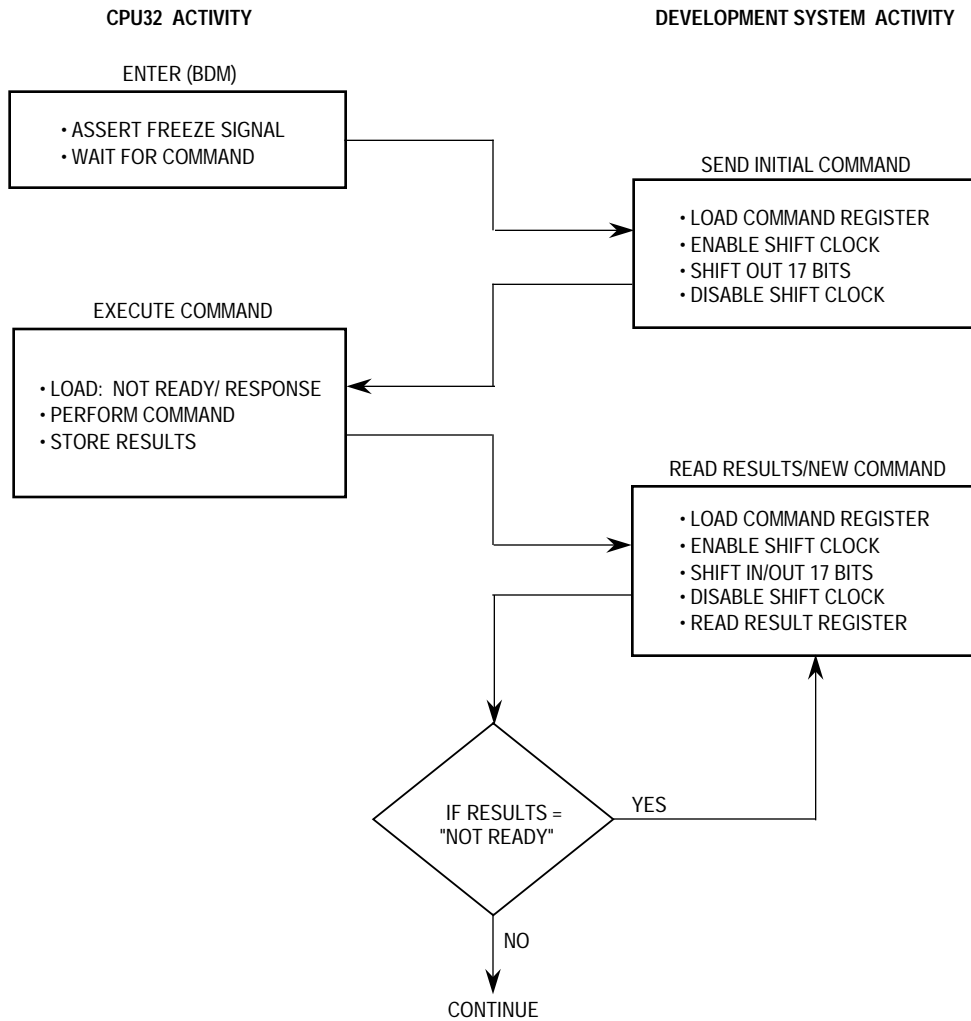 CPU32 ACTIVITY
DEVELOPMENT SYSTEM ACTIVITY
ENTER (BDM)
• ASSERT FREEZE SIGNAL
• WAIT FOR COMMAND
SEND INITIAL COMMAND
• LOAD COMMAND REGISTER
• ENABLE SHIFT CLOCK
• SHIFT OUT 17 BITS
• DISABLE SHIFT CLOCK
EXECUTE COMMAND
• LOAD: NOT READY/ RESPONSE
• PERFORM COMMAND
• STORE RESULTS
READ RESULTS/NEW COMMAND
• LOAD COMMAND REGISTER
• ENABLE SHIFT CLOCK
• SHIFT IN/OUT 17 BITS
• DISABLE SHIFT CLOCK
• READ RESULT REGISTER
IF RESULTS =
"NOT READY"
YES
NO
CONTINUE